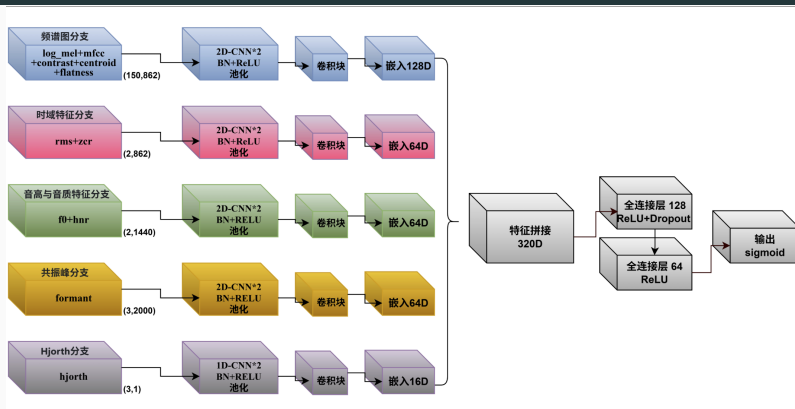 频谱图分支
log_mel+mfcc
+contrast+centroid
+flatness
(150,862)
2D-CNN*2
BN+ReLU
池化
卷积块
嵌入128D
时域特征分支
rms+zcr
(2,862)
2D-CNN*2
BN+ReLU
池化
卷积块
嵌入64D
音高与音质特征分支
f0+hnr
(2,1440)
2D-CNN*2
BN+RELU
池化
卷积块
嵌入64D
共振峰分支
formant
(3,2000)
2D-CNN*2
BN+RELU
池化
卷积块
嵌入64D
Hjorth分支
hjorth
(3,1)
1D-CNN*2
BN+RELU
池化
卷积块
嵌入16D
特征拼接
320D
全连接层 128
ReLU+Dropout
全连接层 64
ReLU
输出
sigmoid